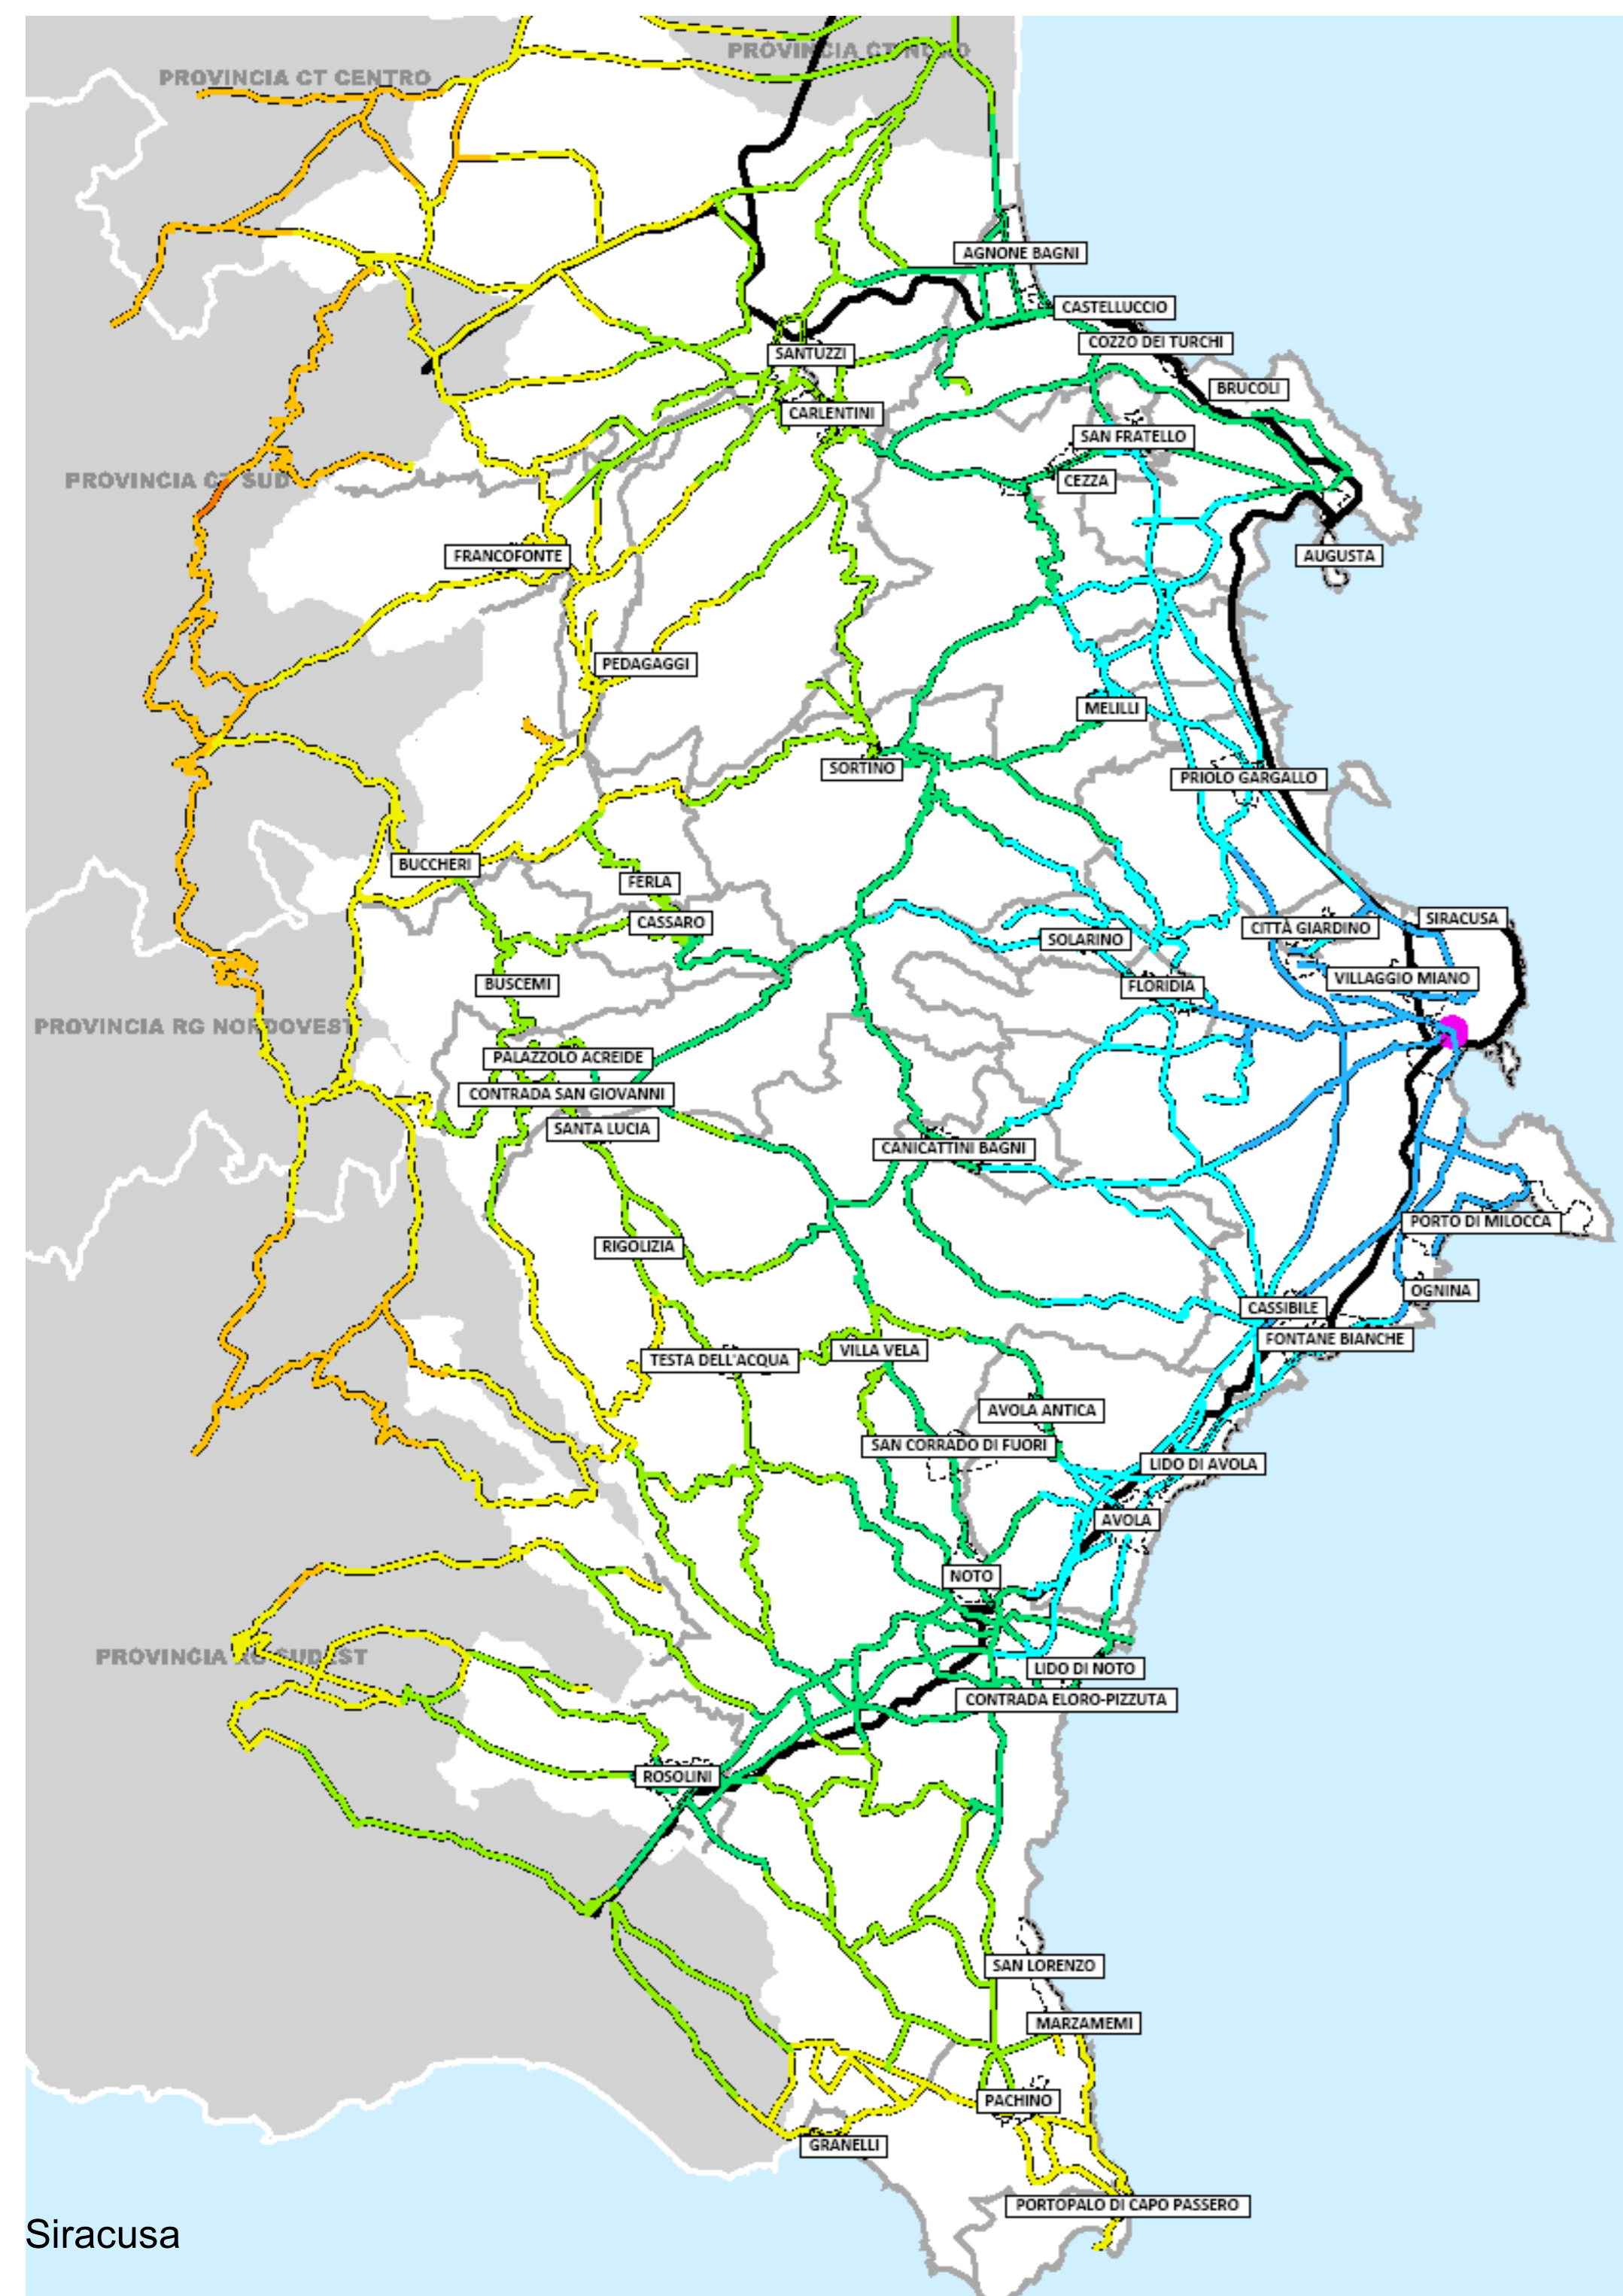 PROVINCIA CT NORD
PROVINCIA CT CENTRO
AGNONE BAGNI
CASTELLUCCIO
COZZO DEI TURCHI
SANTUZZI
BRUCOLI
CARLENTINI
SAN FRATELLO
PROVINCIA CT SUD
CEZZA
FRANCOFONTE
AUGUSTA
PEDAGAGGI
MELILLI
SORTINO
PRIOLO GARGALLO
BUCCHERI
FERLA
CASSARO
SIRACUSA
CITTÀ GIARDINO
SOLARINO
VILLAGGIO MIANO
BUSCEMI
FLORIDIA
PROVINCIA RG NORDOVEST
PALAZZOLO ACREIDE
CONTRADA SAN GIOVANNI
SANTA LUCIA
CANICATTINI BAGNI
PORTO DI MILOCCA
RIGOLIZIA
OGNINA
CASSIBILE
FONTANE BIANCHE
VILLA VELA
TESTA DELL'ACQUA
AVOLA ANTICA
SAN CORRADO DI FUORI
LIDO DI AVOLA
AVOLA
NOTO
PROVINCIA RG SUDEST
LIDO DI NOTO
CONTRADA ELORO-PIZZUTA
ROSOLINI
SAN LORENZO
MARZAMEMI
PACHINO
GRANELLI
PORTOPALO DI CAPO PASSERO
Siracusa